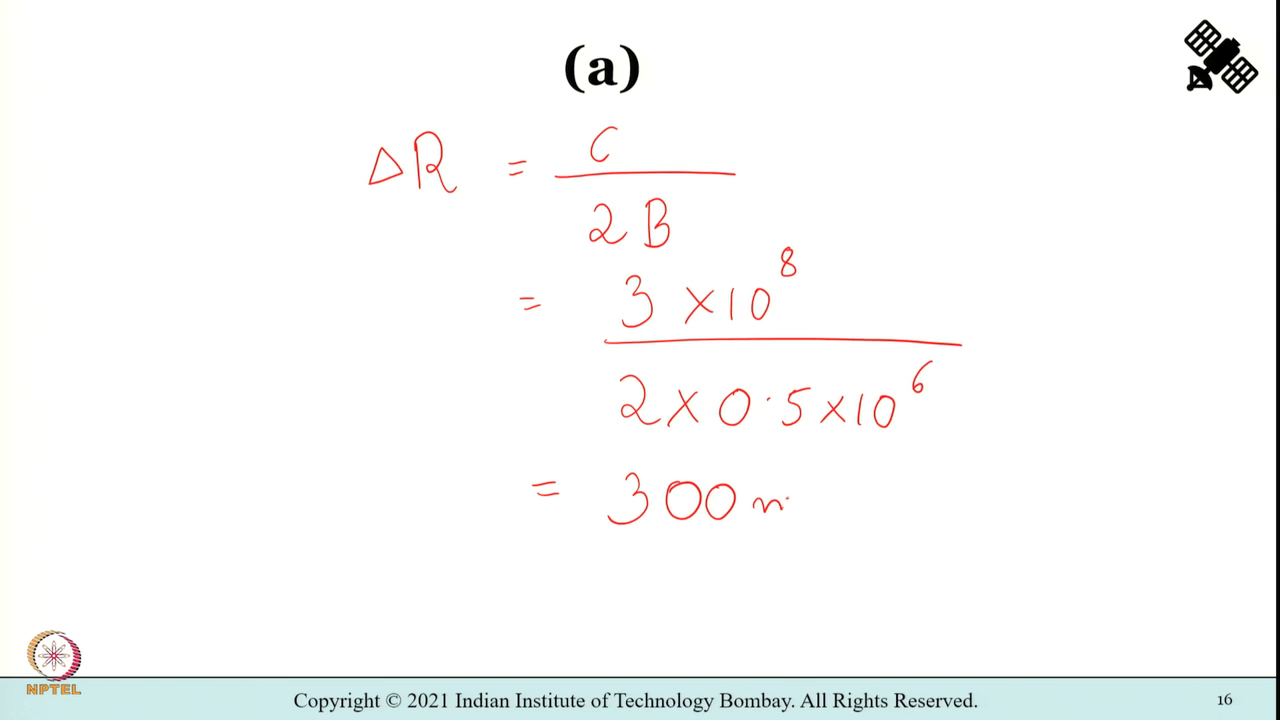 (a)
ΔR = C
2B
= 3 × 10^8
2 × 0.5 × 10^6
= 300 m
NPTEL
Copyright © 2021 Indian Institute of Technology Bombay. All Rights Reserved.
16